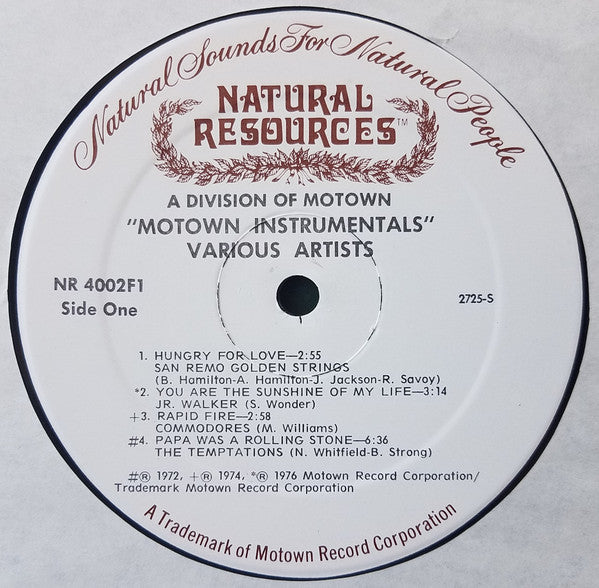 Natural Sounds For Natural People
NATURAL
RESOURCES™
A DIVISION OF MOTOWN
"MOTOWN INSTRUMENTALS"
VARIOUS ARTISTS
NR 4002F1
Side One
2725-S
1. HUNGRY FOR LOVE—2:55
SAN REMO GOLDEN STRINGS
(B. Hamilton-A. Hamilton-J. Jackson-R. Savoy)
*2. YOU ARE THE SUNSHINE OF MY LIFE—3:14
JR. WALKER (S. Wonder)
+3. RAPID FIRE—2:58
COMMODORES (M. Williams)
#4. PAPA WAS A ROLLING STONE—6:36
THE TEMPTATIONS (N. Whitfield-B. Strong)
#Ⓡ 1972, +Ⓡ 1974, *Ⓡ 1976 Motown Record Corporation/
Trademark Motown Record Corporation
A Trademark of Motown Record Corporation